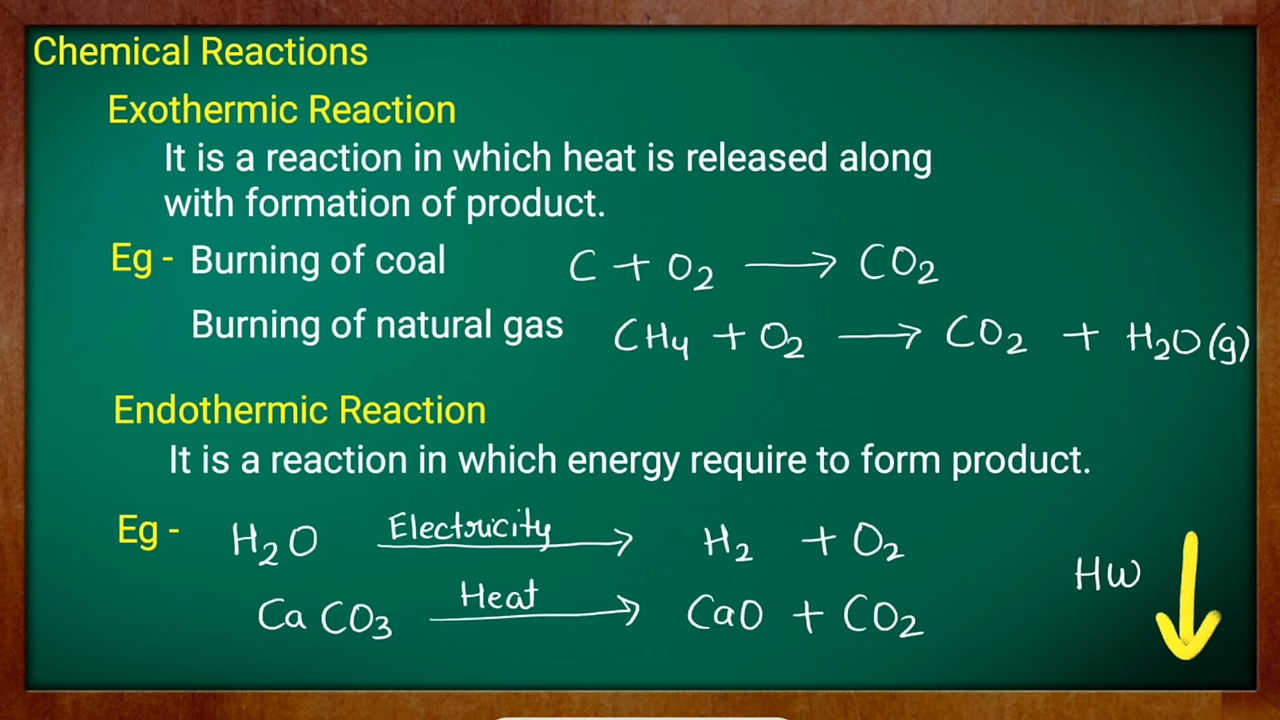 Chemical Reactions
Exothermic Reaction
It is a reaction in which heat is released along
with formation of product.
Eg - Burning of coal C + O₂ ⟶ CO₂
Burning of natural gas CH₄ + O₂ ⟶ CO₂ + H₂O (g)
Endothermic Reaction
It is a reaction in which energy require to form product.
Eg - H₂O Electricity ⟶ H₂ + O₂
CaCO₃ Heat ⟶ CaO + CO₂
HW